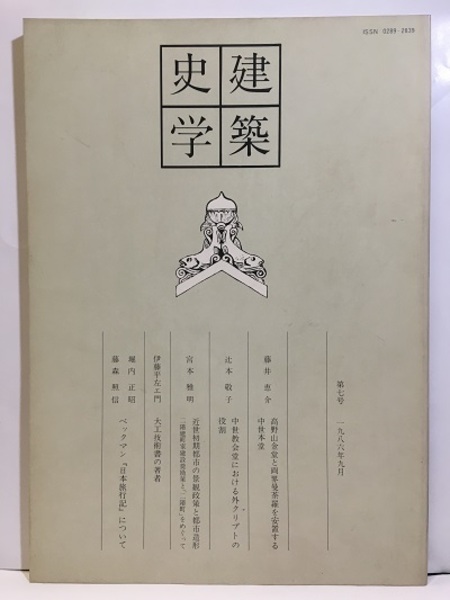 ISSN 0289-2839
建築
史学
第七号 一九八六年九月
藤井恵介 高野山金堂と両界曼荼羅を安置する
中世本堂
辻本敬子 中世教会堂における外クリプトの
役割
宮本雅明 近世初期都市の景観政策と都市造形
伊藤平左エ門 大工技術書の著者
堀内正昭 ベックマン「日本旅行記」について
藤森照信